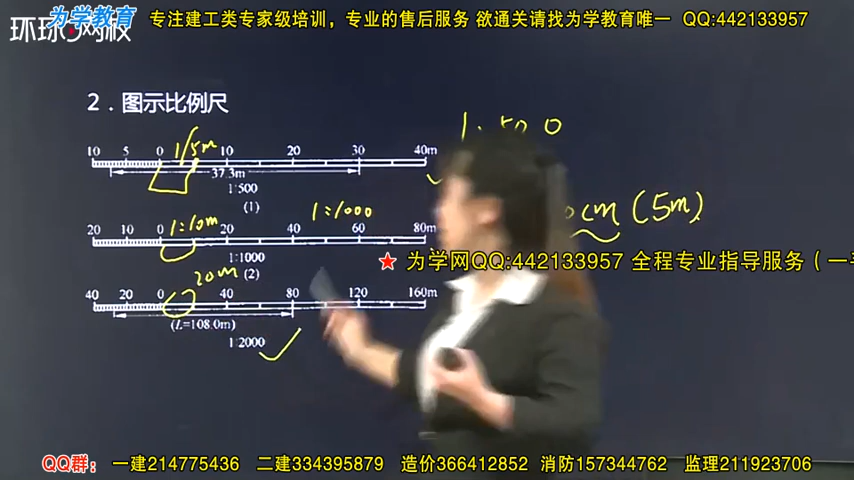 为学教育 专注建工类专家级培训，专业的售后服务 欲通关请找为学教育唯一 QQ:442133957
环球网校
2．图示比例尺
1:500
1/5m
10 5 0 10 20 30 40m
37.3m
1:500
(1)
cm (5m)
1:10m 1:1000
20 10 0 20 40 60 80m
1:1000
(2)
★ 为学网QQ:442133957 全程专业指导服务（一
20m
40 20 0 40 80 120 160m
(L=108.0m)
1:2000
QQ群： 一建214775436 二建334395879 造价366412852 消防157344762 监理211923706